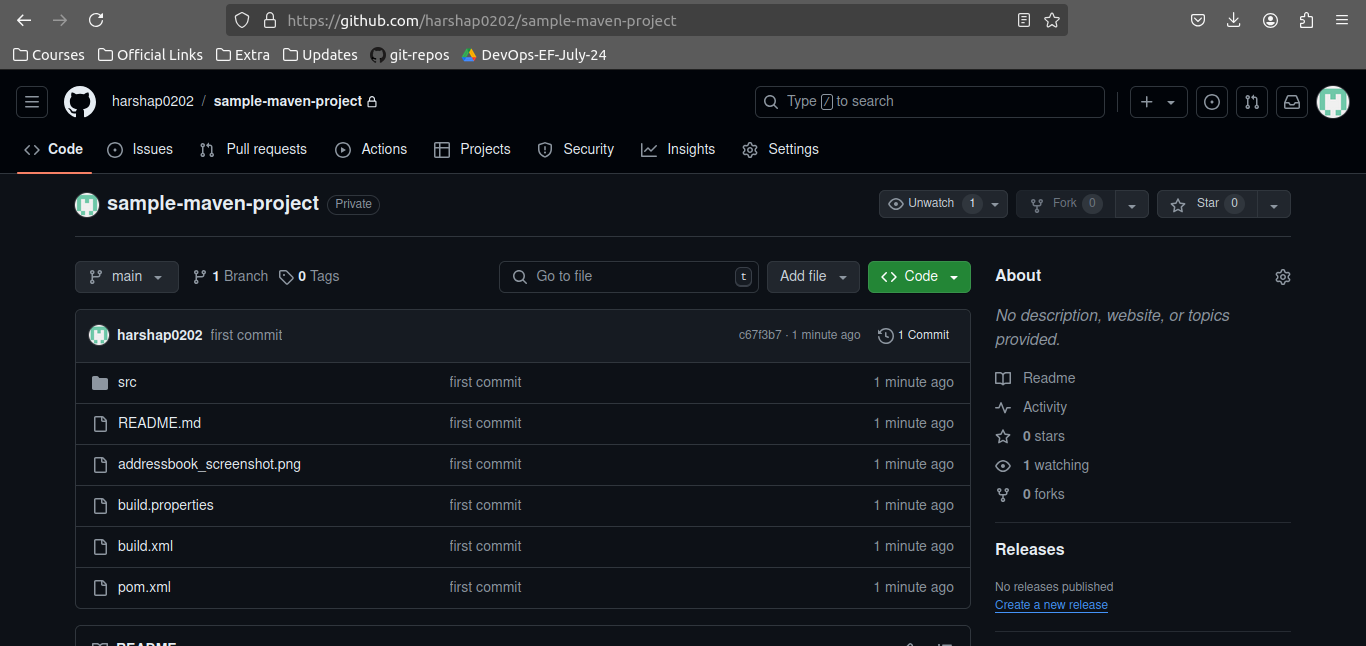 https://github.com/harshap0202/sample-maven-project
Courses Official Links Extra Updates git-repos DevOps-EF-July-24
harshap0202 / sample-maven-project Type / to search
Code Issues Pull requests Actions Projects Security Insights Settings
sample-maven-project Private Unwatch 1 Fork 0 Star 0
main 1 Branch 0 Tags Go to file t Add file Code
harshap0202 first commit c67f3b7 · 1 minute ago 1 Commit
src first commit 1 minute ago
README.md first commit 1 minute ago
addressbook_screenshot.png first commit 1 minute ago
build.properties first commit 1 minute ago
build.xml first commit 1 minute ago
pom.xml first commit 1 minute ago
README
About
No description, website, or topics
provided.
Readme
Activity
0 stars
1 watching
0 forks
Releases
No releases published
Create a new release